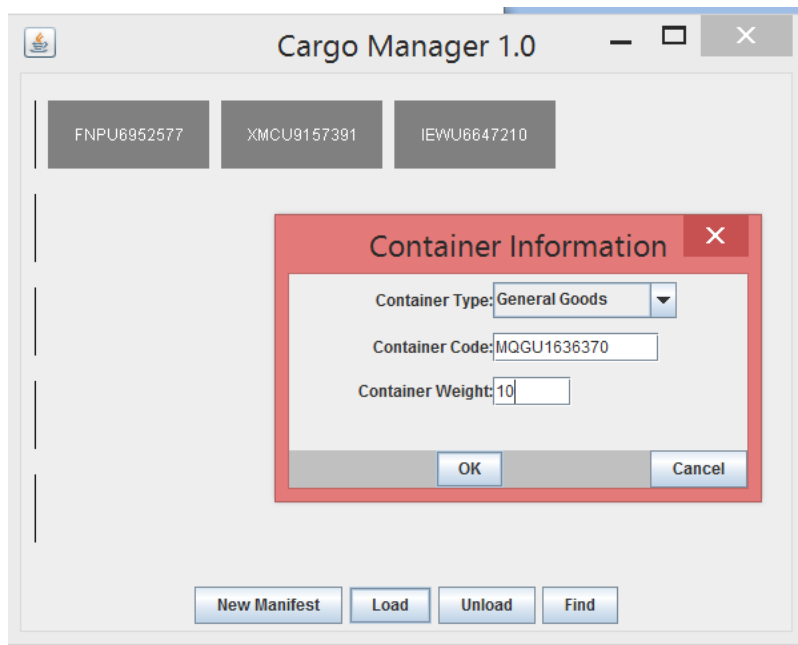 Cargo Manager 1.0
FNPU6952577 XMCU9157391 IEWU6647210
Container Information
Container Type: General Goods
Container Code: MQGU1636370
Container Weight: 10
OK Cancel
New Manifest Load Unload Find